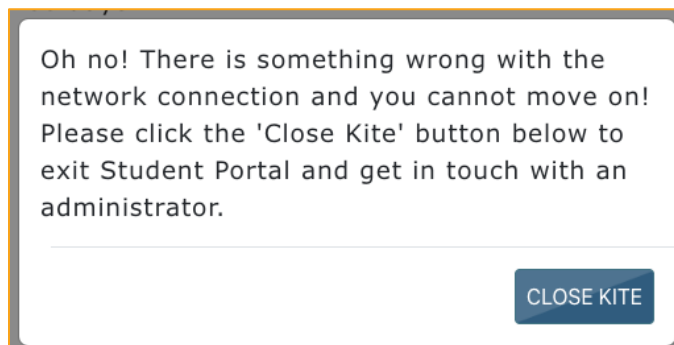 Oh no! There is something wrong with the
network connection and you cannot move on!
Please click the 'Close Kite' button below to
exit Student Portal and get in touch with an
administrator.
CLOSE KITE